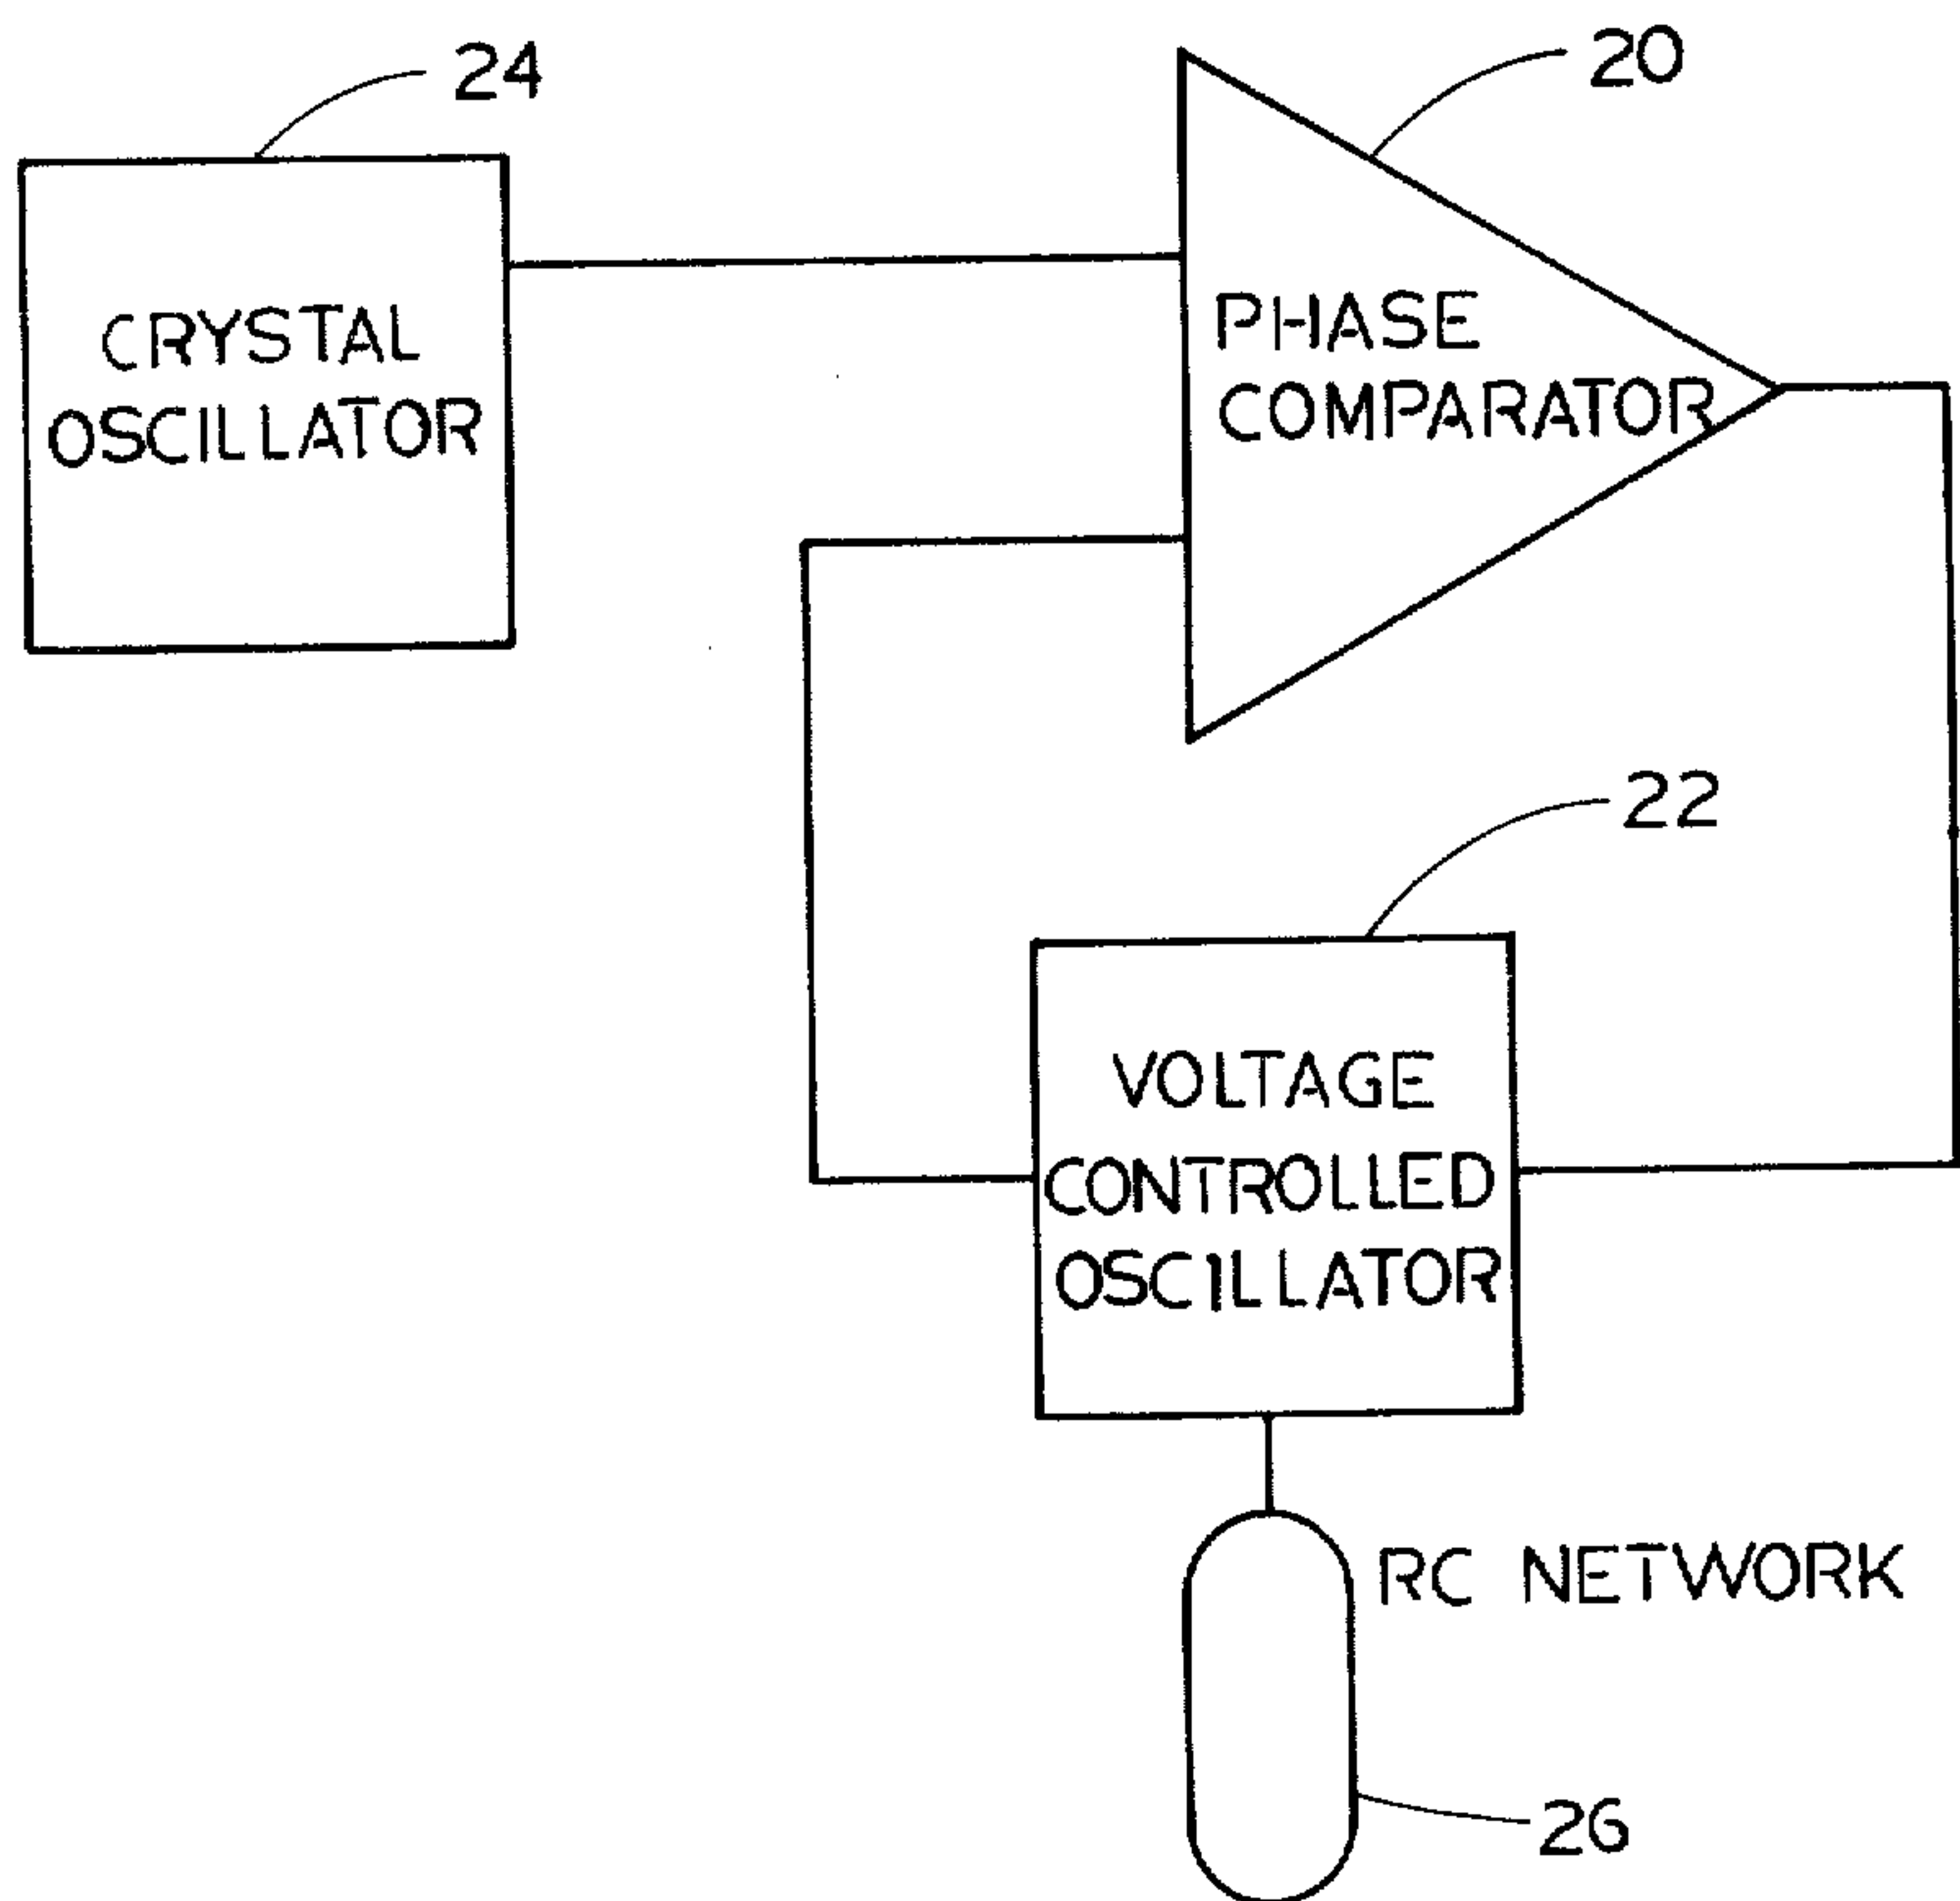 24
20
CRYSTAL
OSCILLATOR
PHASE
COMPARATOR
22
VOLTAGE
CONTROLLED
OSCILLATOR
RC NETWORK
26